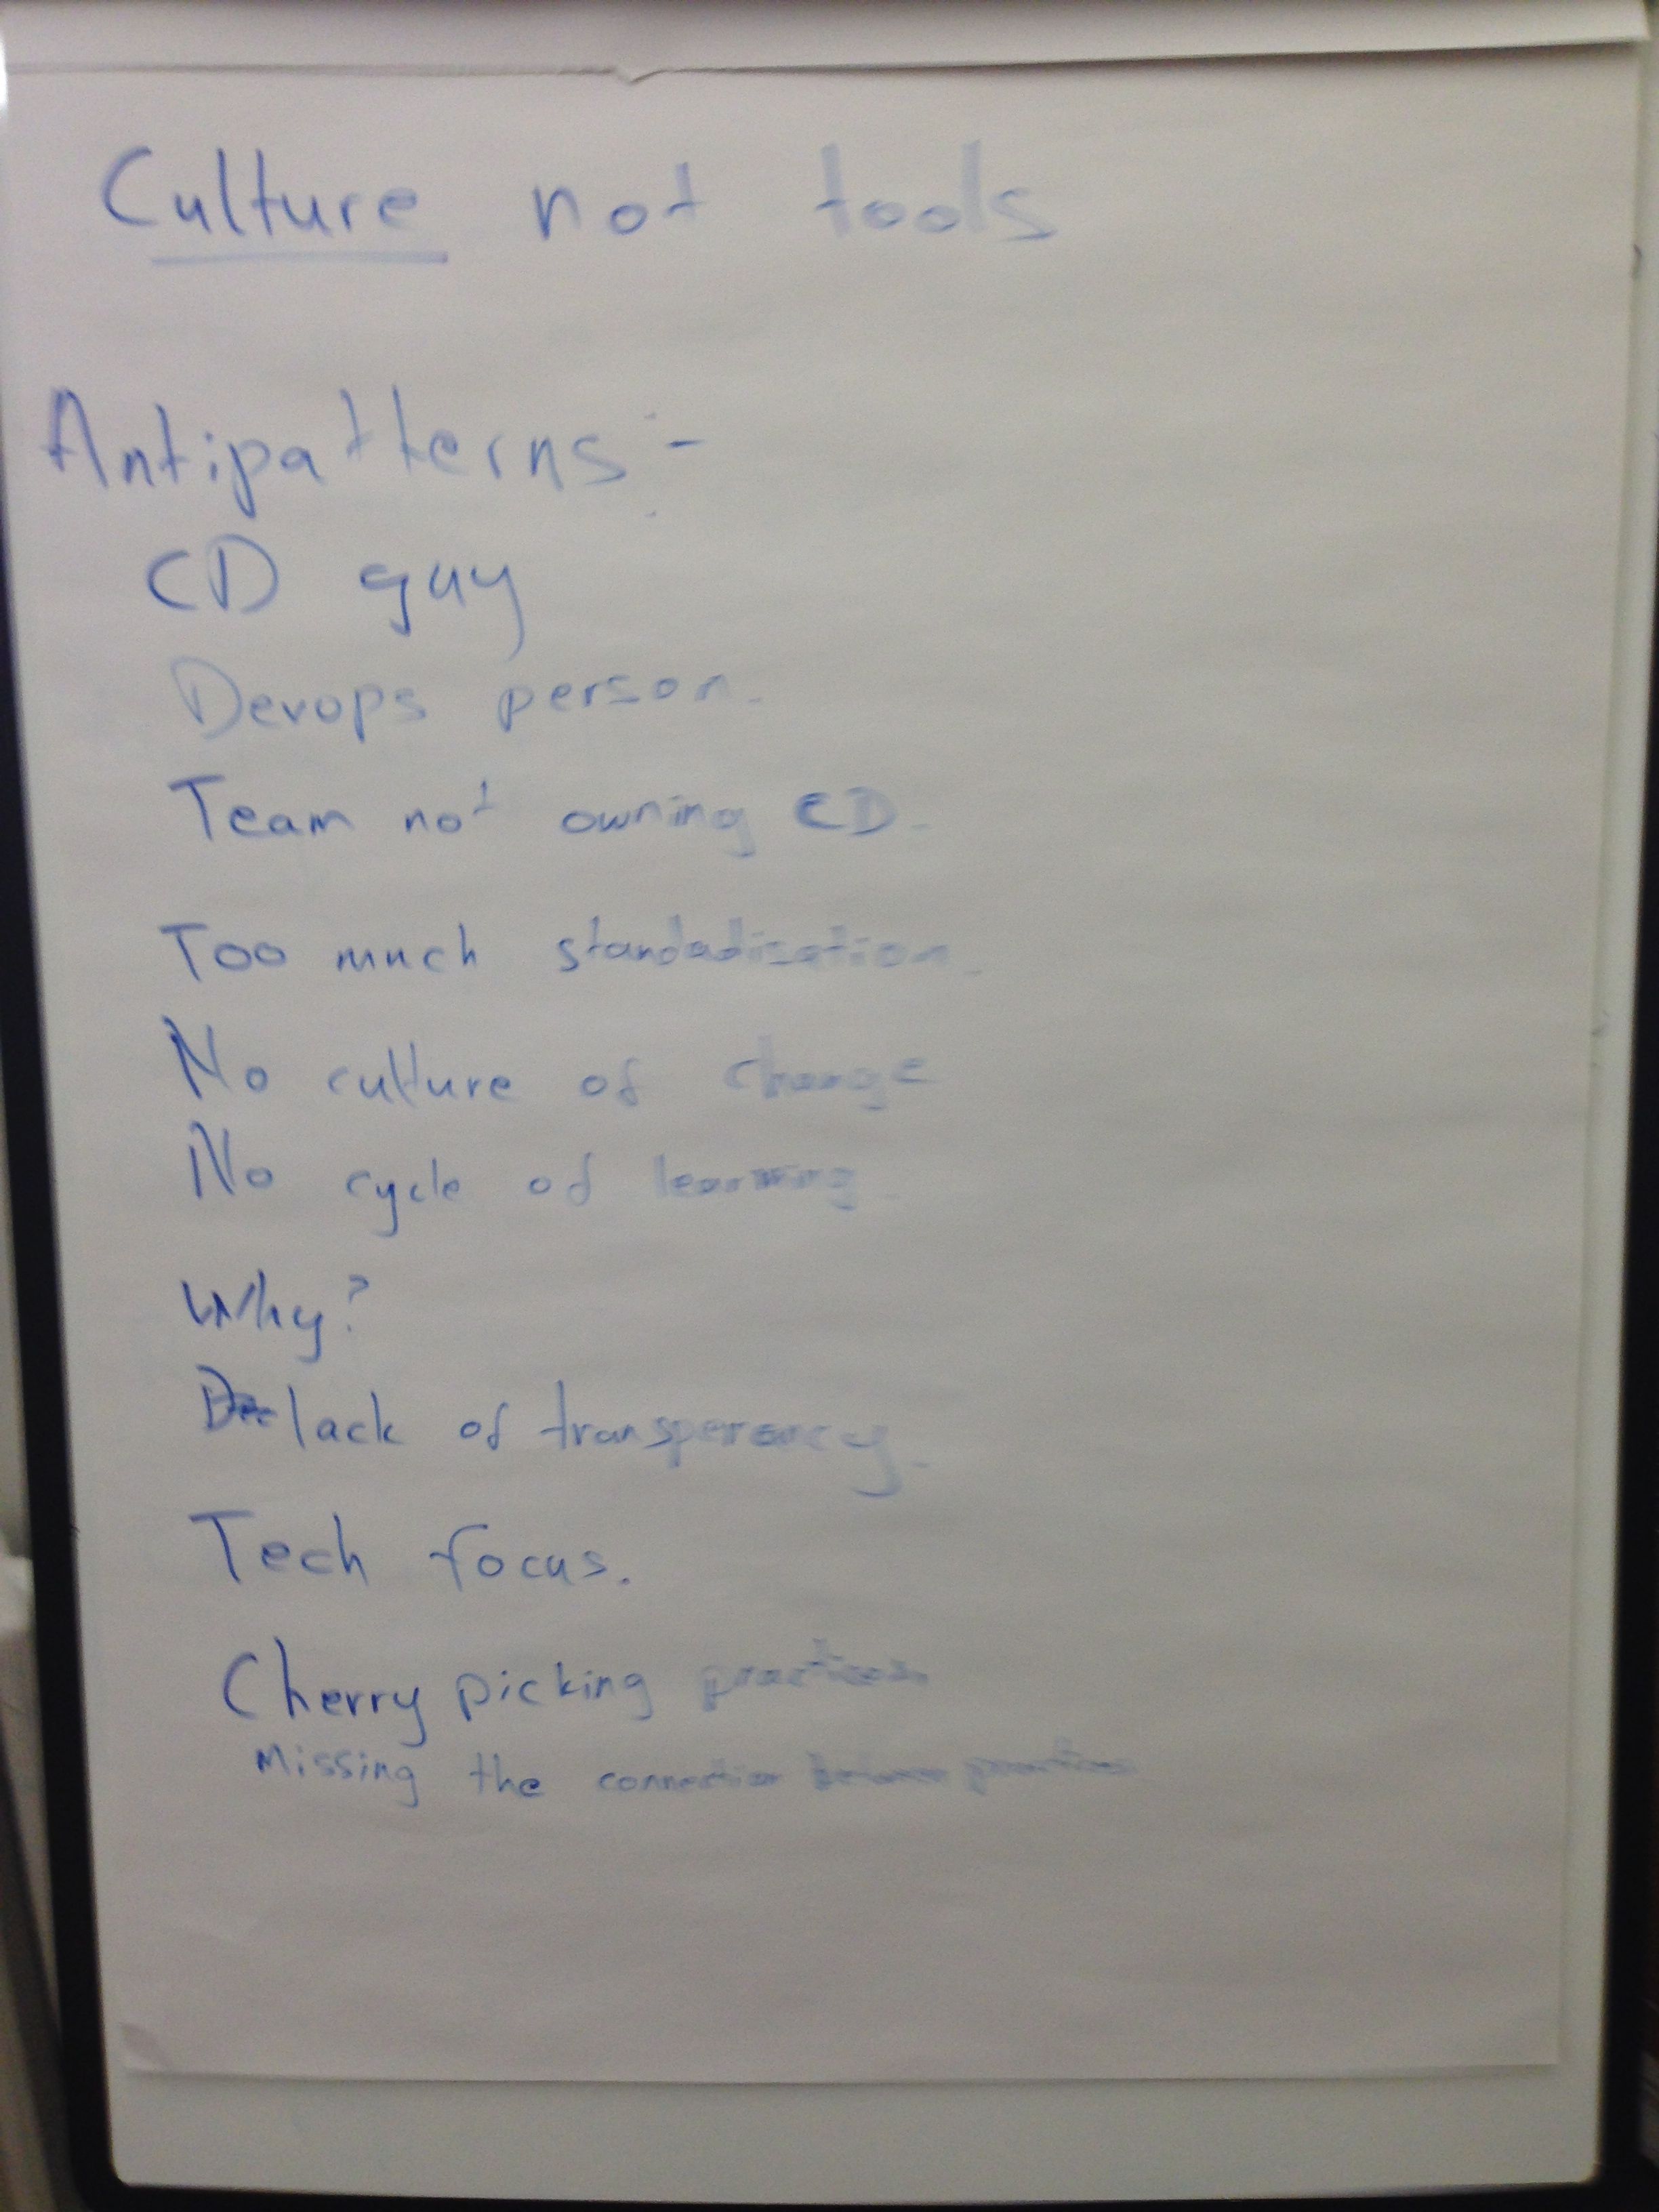 Culture not tools
Antipatterns :-
CD guy
Devops person.
Team not owning CD.
Too much standadization.
No culture of change
No cycle of learning.
Why?
lack of transperency.
Tech focus.
Cherry picking practices.
Missing the connection between practices